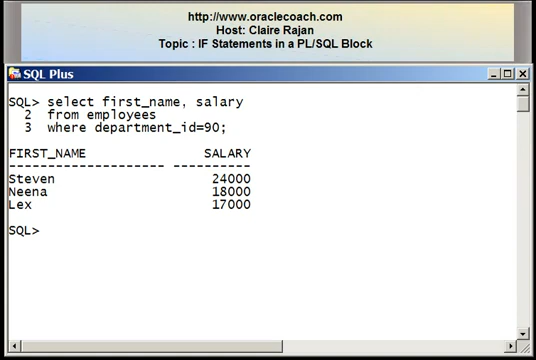 http://www.oraclecoach.com
Host: Claire Rajan
Topic : IF Statements in a PL/SQL Block
SQL Plus
SQL> select first_name, salary
2 from employees
3 where department_id=90;
FIRST_NAME SALARY
-------------------- ----------
Steven 24000
Neena 18000
Lex 17000
SQL>